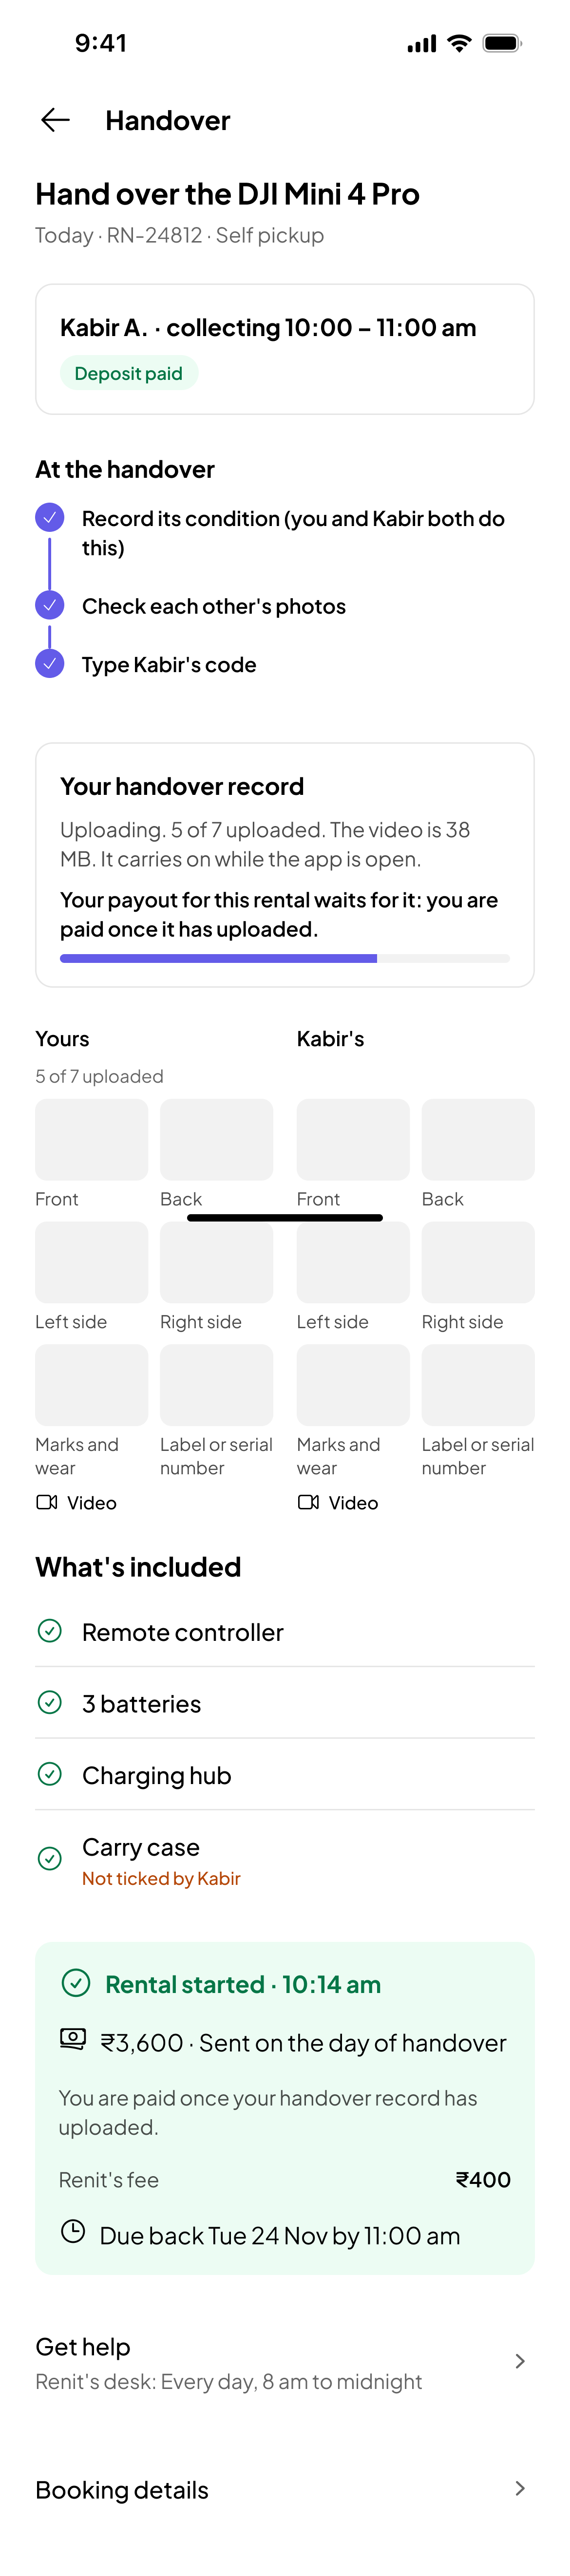 9:41
Handover
Hand over the DJI Mini 4 Pro
Today · RN-24812 · Self pickup
Kabir A. · collecting 10:00 – 11:00 am
Deposit paid
At the handover
Record its condition (you and Kabir both do
this)
Check each other's photos
Type Kabir's code
Your handover record
Uploading. 5 of 7 uploaded. The video is 38
MB. It carries on while the app is open.
Your payout for this rental waits for it: you are
paid once it has uploaded.
Yours
Kabir's
5 of 7 uploaded
Front
Back
Front
Back
Left side
Right side
Left side
Right side
Marks and
wear
Label or serial
number
Marks and
wear
Label or serial
number
Video
Video
What's included
Remote controller
3 batteries
Charging hub
Carry case
Not ticked by Kabir
Rental started · 10:14 am
₹3,600 · Sent on the day of handover
You are paid once your handover record has
uploaded.
Renit's fee
₹400
Due back Tue 24 Nov by 11:00 am
Get help
Renit's desk: Every day, 8 am to midnight
Booking details